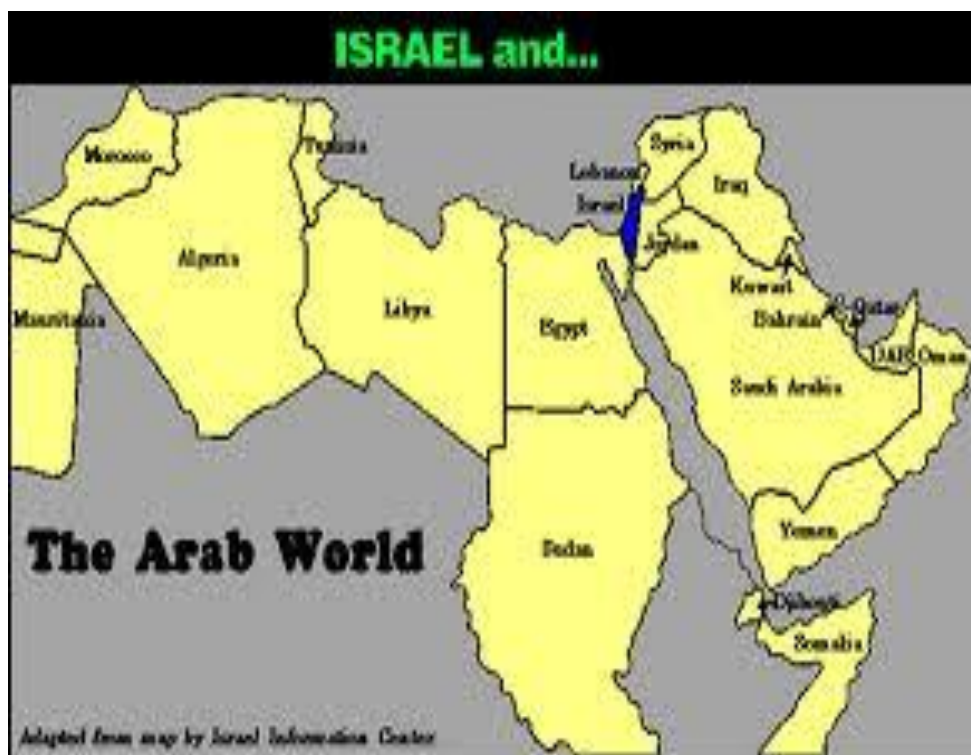 ISRAEL and...
Morocco
Tunisia
Syria
Lebanon
Iraq
Israel
Jordan
Algeria
Kuwait
Mauritania
Libya
Egypt
Bahrain
Qatar
UAE
Oman
Saudi Arabia
The Arab World
Sudan
Yemen
Djibouti
Somalia
Adapted from map by Israel Information Center